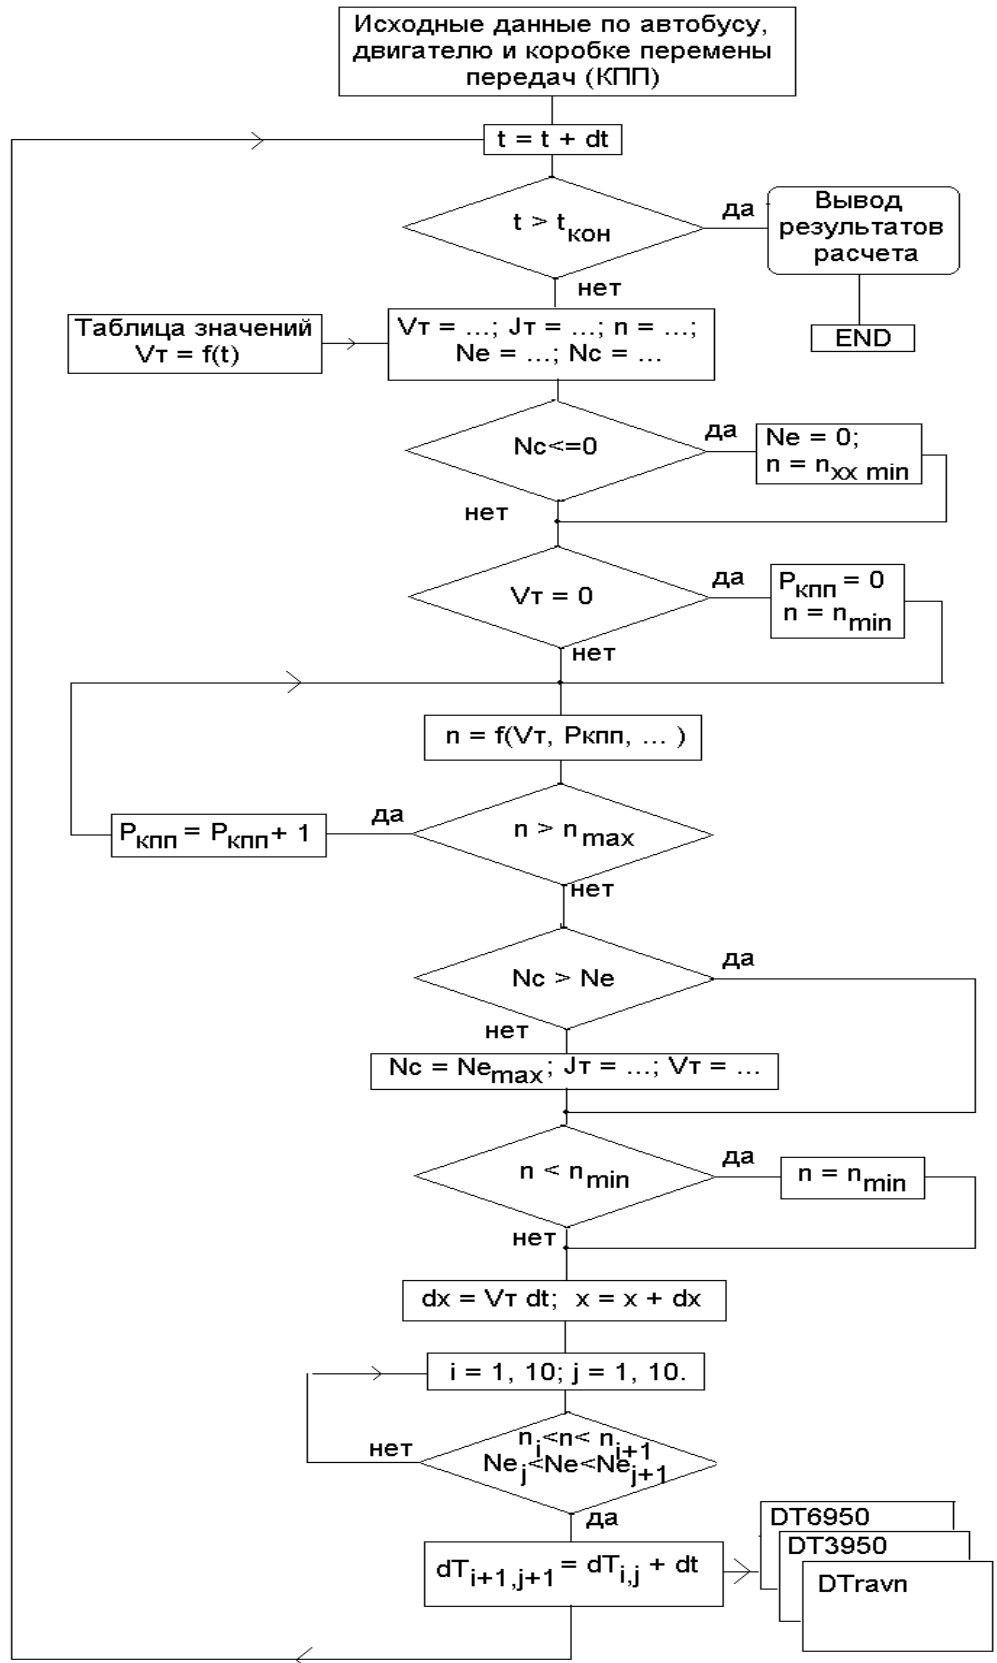 Исходные данные по автобусу,
двигателю и коробке перемены
передач (КПП)
t = t + dt
t > tкон
да
Вывод
результатов
расчета
нет
END
Таблица значений
Vт = f(t)
Vт = ...; Jт = ...; n = ...;
Ne = ...; Nc = ...
Nc<=0
да
Ne = 0;
n = nxx min
нет
Vт = 0
да
Pкпп = 0
n = nmin
нет
n = f(Vт, Pкпп, ... )
n > nmax
да
Pкпп = Pкпп + 1
нет
Nc > Ne
да
нет
Nc = Nemax; Jт = ...; Vт = ...
n < nmin
да
n = nmin
нет
dx = Vт dt; x = x + dx
i = 1, 10; j = 1, 10.
ni<n< ni+1
Nej<Ne<Nej+1
нет
да
dTi+1,j+1 = dTi,j + dt
DT6950
DT3950
DTravn